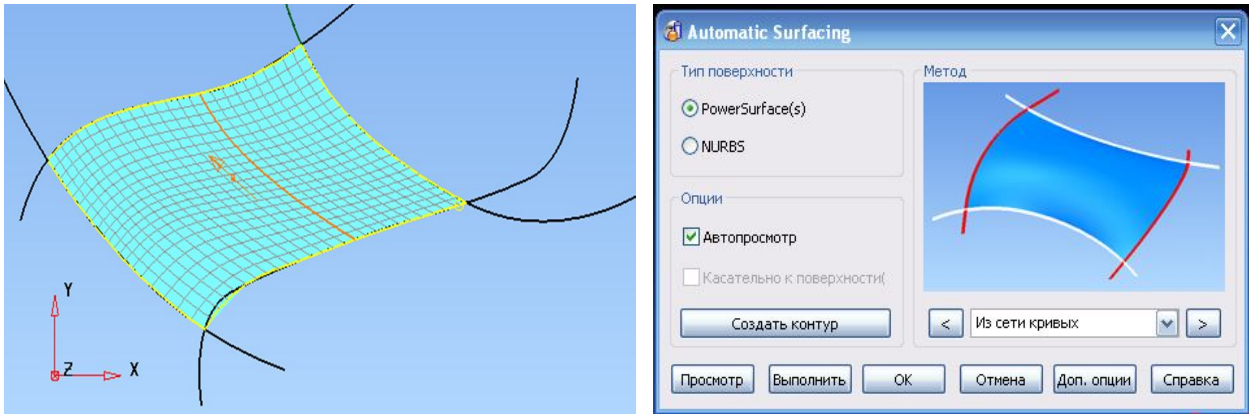 Y
Z X
Automatic Surfacing
Тип поверхности
PowerSurface(s)
NURBS
Опции
Автопросмотр
Касательно к поверхности(
Создать контур
Метод
< Из сети кривых >
Просмотр Выполнить ОК Отмена Доп. опции Справка